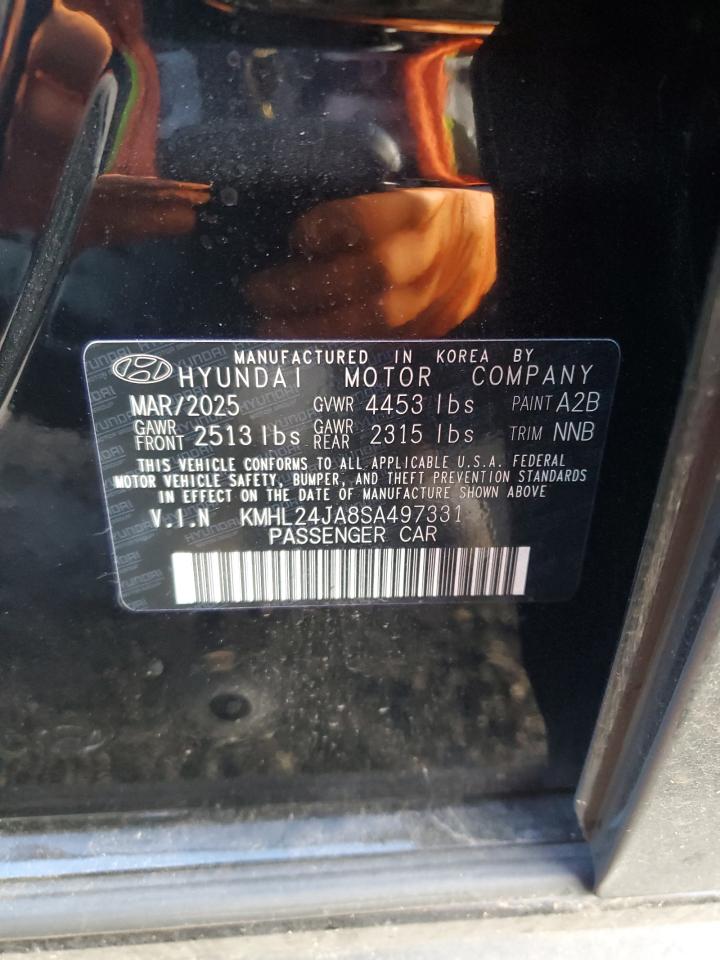 MANUFACTURED IN KOREA BY
HYUNDAI MOTOR COMPANY
MAR/2025 GVWR 4453 lbs PAINT A2B
GAWR FRONT 2513 lbs GAWR REAR 2315 lbs TRIM NNB
THIS VEHICLE CONFORMS TO ALL APPLICABLE U.S.A. FEDERAL
MOTOR VEHICLE SAFETY, BUMPER, AND THEFT PREVENTION STANDARDS
IN EFFECT ON THE DATE OF MANUFACTURE SHOWN ABOVE
V.I.N KMHL24JA8SA497331
PASSENGER CAR